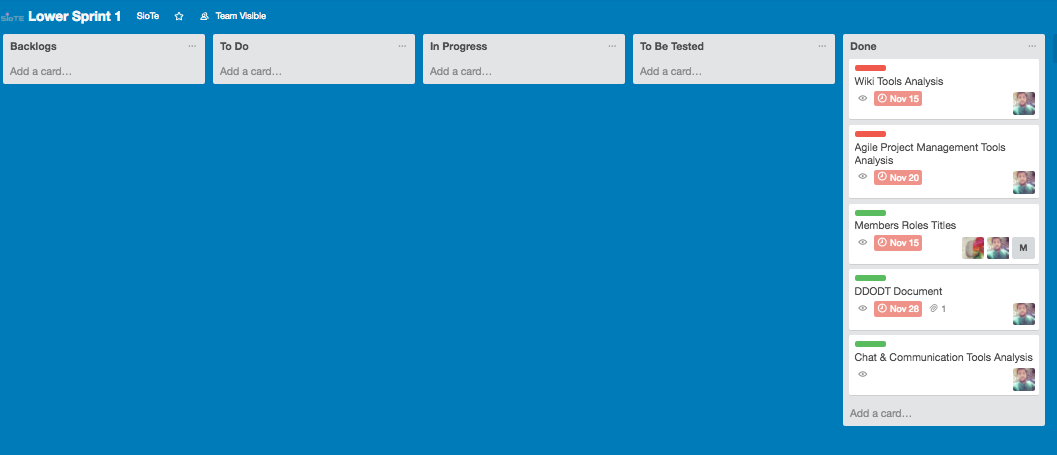 SioTE Lower Sprint 1 SioTe Team Visible
Backlogs
Add a card…
To Do
Add a card…
In Progress
Add a card…
To Be Tested
Add a card…
Done
Wiki Tools Analysis
Nov 15
Agile Project Management Tools
Analysis
Nov 20
Members Roles Titles
Nov 15
M
DDODT Document
Nov 28 1
Chat & Communication Tools Analysis
Add a card…